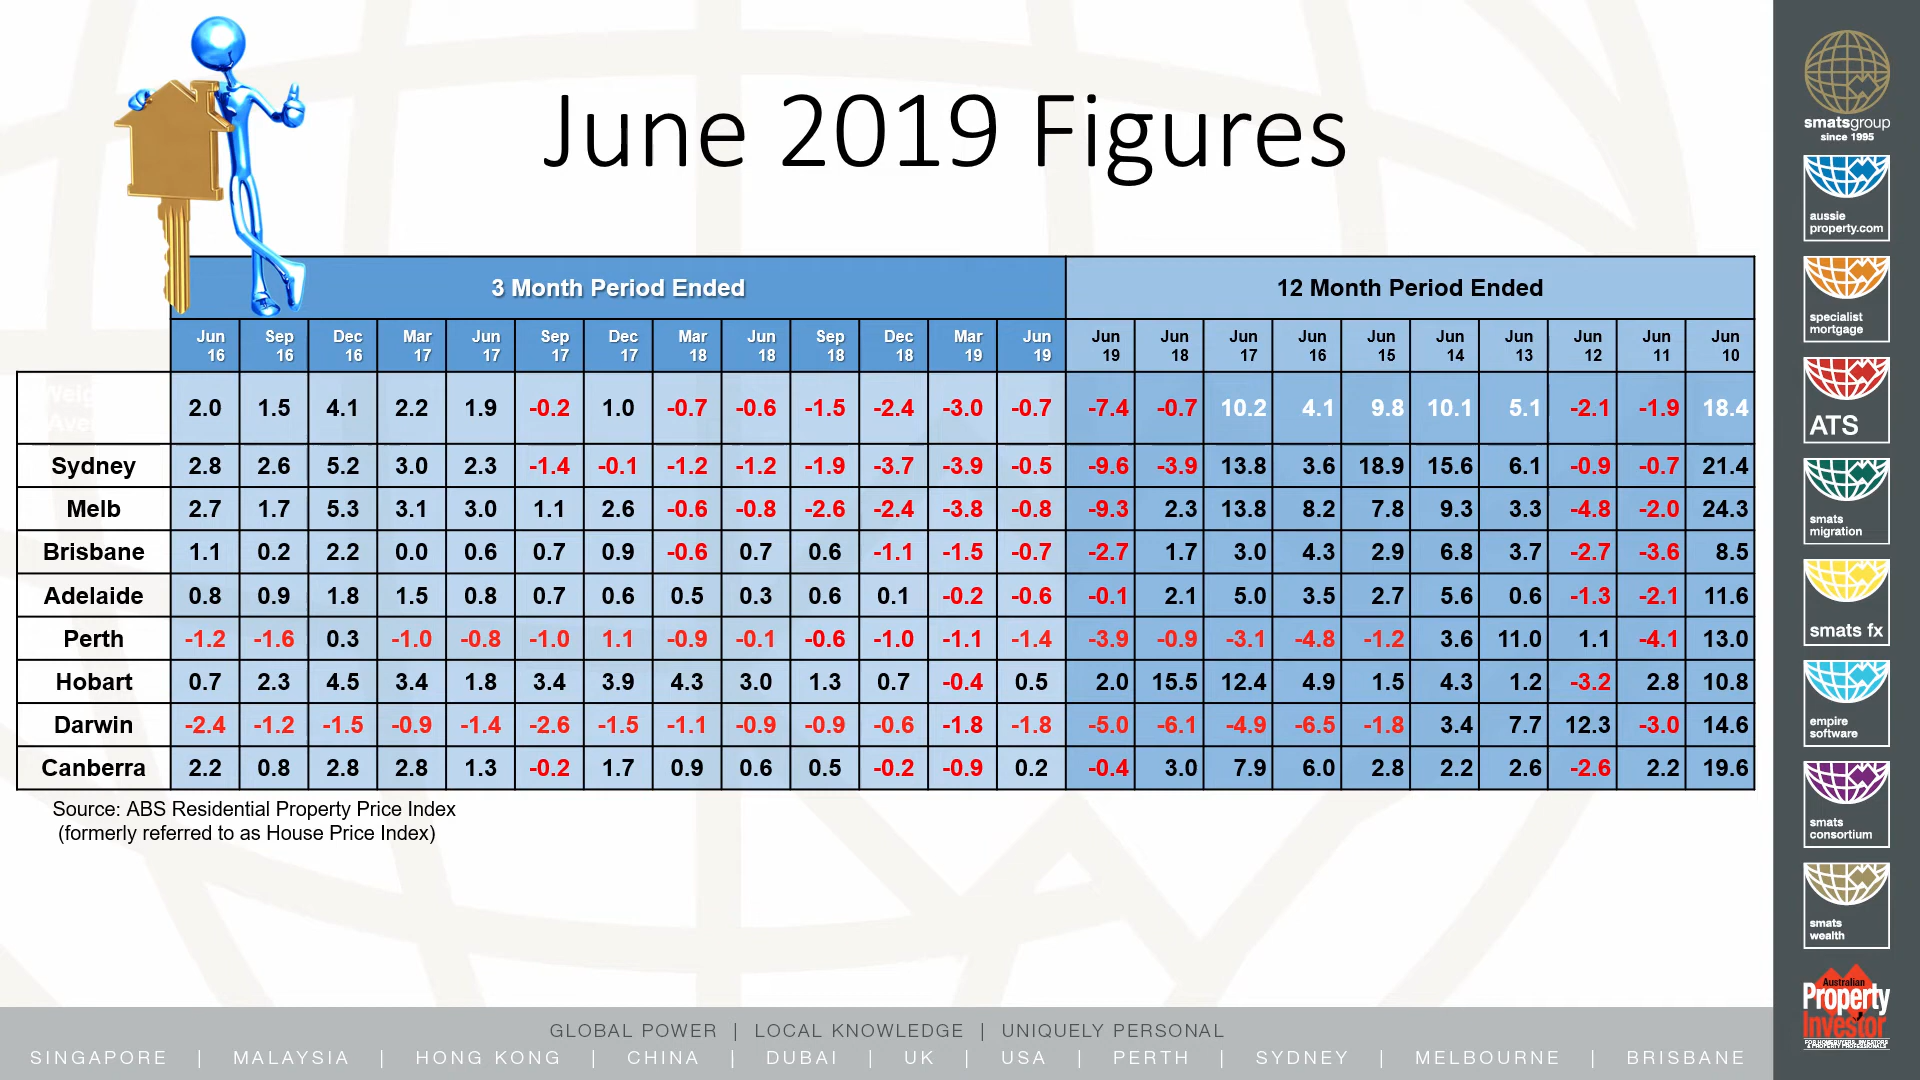 June 2019 Figures
3 Month Period Ended 12 Month Period Ended
Jun 16 Sep 16 Dec 16 Mar 17 Jun 17 Sep 17 Dec 17 Mar 18 Jun 18 Sep 18 Dec 18 Mar 19 Jun 19 Jun 19 Jun 18 Jun 17 Jun 16 Jun 15 Jun 14 Jun 13 Jun 12 Jun 11 Jun 10
2.0 1.5 4.1 2.2 1.9 -0.2 1.0 -0.7 -0.6 -1.5 -2.4 -3.0 -0.7 -7.4 -0.7 10.2 4.1 9.8 10.1 5.1 -2.1 -1.9 18.4
Sydney 2.8 2.6 5.2 3.0 2.3 -1.4 -0.1 -1.2 -1.2 -1.9 -3.7 -3.9 -0.5 -9.6 -3.9 13.8 3.6 18.9 15.6 6.1 -0.9 -0.7 21.4
Melb 2.7 1.7 5.3 3.1 3.0 1.1 2.6 -0.6 -0.8 -2.6 -2.4 -3.8 -0.8 -9.3 2.3 13.8 8.2 7.8 9.3 3.3 -4.8 -2.0 24.3
Brisbane 1.1 0.2 2.2 0.0 0.6 0.7 0.9 -0.6 0.7 0.6 -1.1 -1.5 -0.7 -2.7 1.7 3.0 4.3 2.9 6.8 3.7 -2.7 -3.6 8.5
Adelaide 0.8 0.9 1.8 1.5 0.8 0.7 0.6 0.5 0.3 0.6 0.1 -0.2 -0.6 -0.1 2.1 5.0 3.5 2.7 5.6 0.6 -1.3 -2.1 11.6
Perth -1.2 -1.6 0.3 -1.0 -0.8 -1.0 1.1 -0.9 -0.1 -0.6 -1.0 -1.1 -1.4 -3.9 -0.9 -3.1 -4.8 -1.2 3.6 11.0 1.1 -4.1 13.0
Hobart 0.7 2.3 4.5 3.4 1.8 3.4 3.9 4.3 3.0 1.3 0.7 -0.4 0.5 2.0 15.5 12.4 4.9 1.5 4.3 1.2 -3.2 2.8 10.8
Darwin -2.4 -1.2 -1.5 -0.9 -1.4 -2.6 -1.5 -1.1 -0.9 -0.9 -0.6 -1.8 -1.8 -5.0 -6.1 -4.9 -6.5 -1.8 3.4 7.7 12.3 -3.0 14.6
Canberra 2.2 0.8 2.8 2.8 1.3 -0.2 1.7 0.9 0.6 0.5 -0.2 -0.9 0.2 -0.4 3.0 7.9 6.0 2.8 2.2 2.6 -2.6 2.2 19.6
Source: ABS Residential Property Price Index
(formerly referred to as House Price Index)
smatsgroup
since 1995
aussie
property.com
specialist
mortgage
ATS
smats
migration
smats fx
empire
software
smats
consortium
smats
wealth
Australian
Property
Investor
GLOBAL POWER | LOCAL KNOWLEDGE | UNIQUELY PERSONAL
SINGAPORE | MALAYSIA | HONG KONG | CHINA | DUBAI | UK | USA | PERTH | SYDNEY | MELBOURNE | BRISBANE